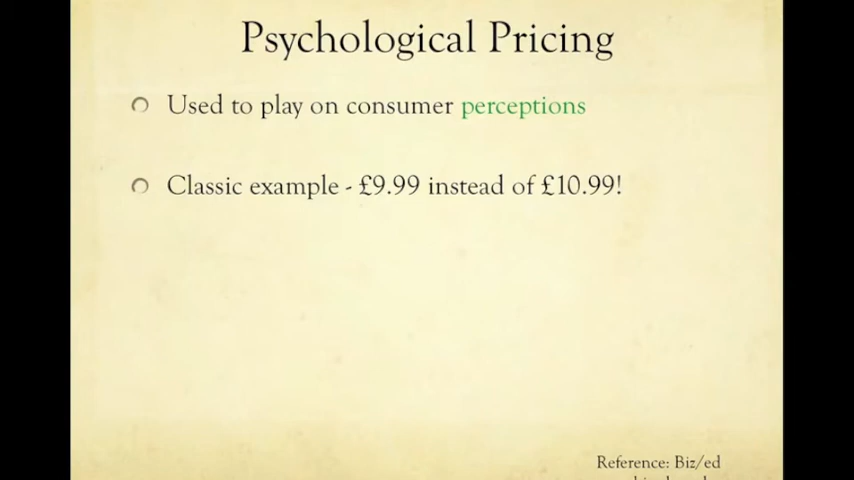 Psychological Pricing
Used to play on consumer perceptions
Classic example - £9.99 instead of £10.99!
Reference: Biz/ed